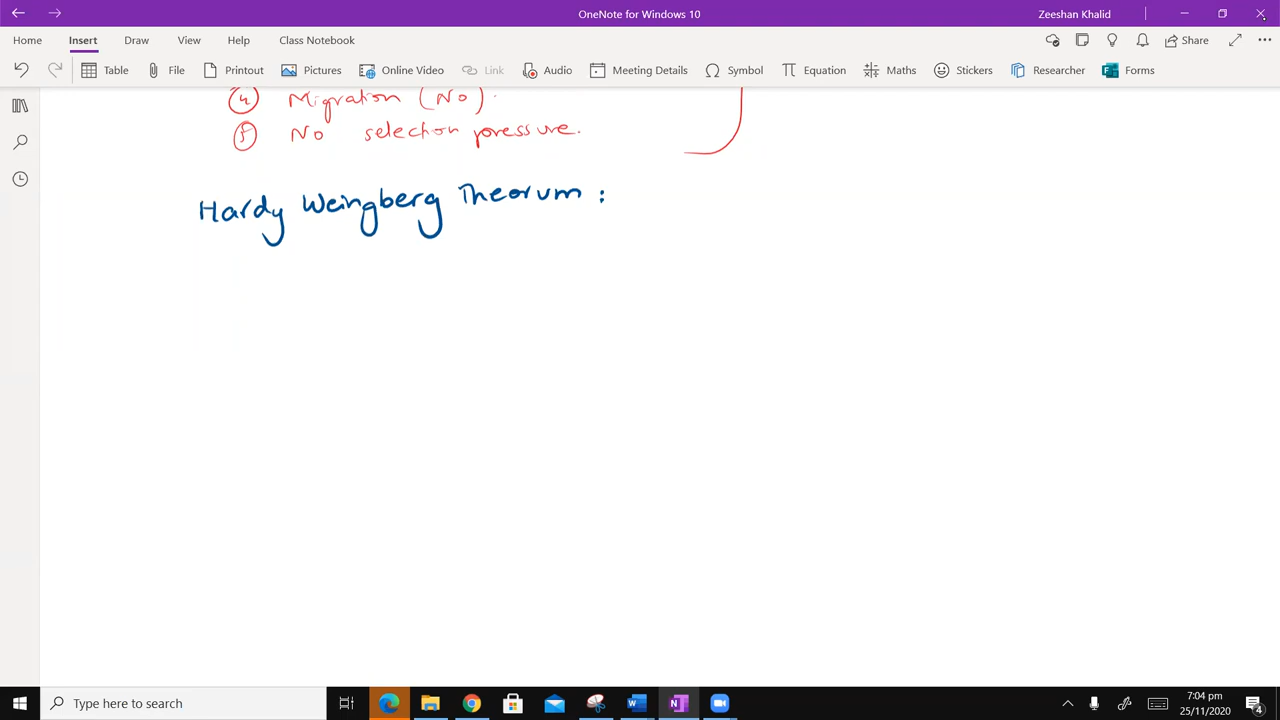 OneNote for Windows 10
Zeeshan Khalid
Home Insert Draw View Help Class Notebook
Share
Table File Printout Pictures Online Video Link Audio Meeting Details Symbol Equation Maths Stickers Researcher Forms
4 Migration (No).
5 No selection pressure.
Hardy Weingberg Theorum :
Type here to search
7:04 pm
25/11/2020
4